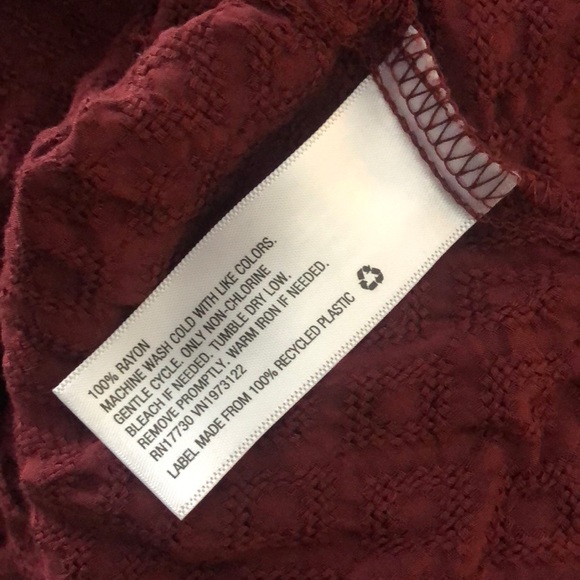 100% RAYON
MACHINE WASH COLD WITH LIKE COLORS.
GENTLE CYCLE. ONLY NON-CHLORINE
BLEACH IF NEEDED. TUMBLE DRY LOW.
REMOVE PROMPTLY. WARM IRON IF NEEDED.
RN17730 VN1973122
LABEL MADE FROM 100% RECYCLED PLASTIC